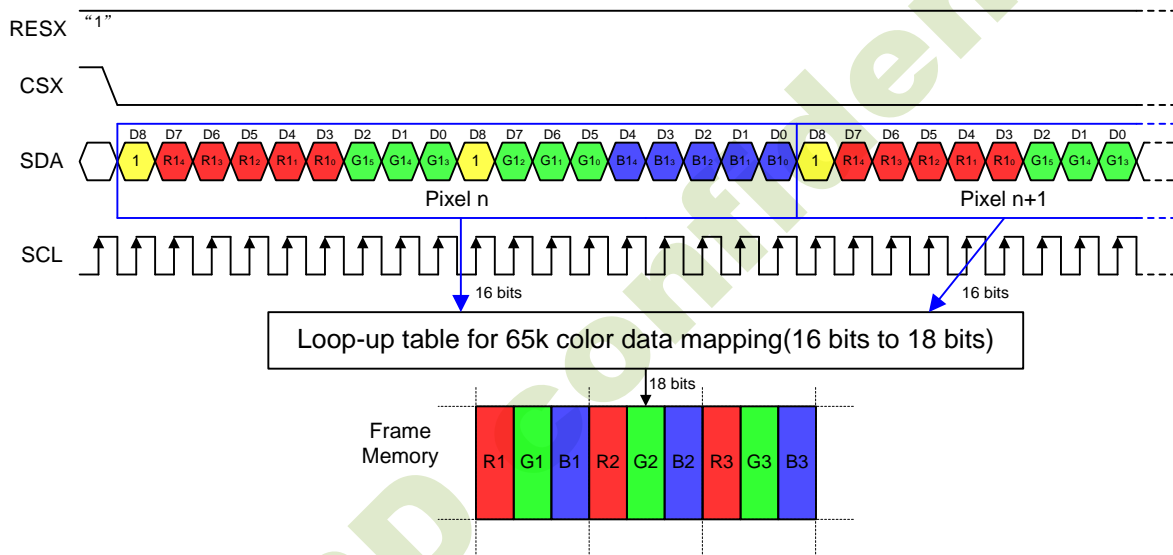 RESX “1”
CSX
D8 D7 D6 D5 D4 D3 D2 D1 D0 D8 D7 D6 D5 D4 D3 D2 D1 D0 D8 D7 D6 D5 D4 D3 D2 D1 D0
SDA 1 R14 R13 R12 R11 R10 G15 G14 G13 1 G12 G11 G10 B14 B13 B12 B11 B10 1 R14 R13 R12 R11 R10 G15 G14 G13
Pixel n Pixel n+1
SCL
16 bits 16 bits
Loop-up table for 65k color data mapping(16 bits to 18 bits)
18 bits
Frame
Memory
R1 G1 B1 R2 G2 B2 R3 G3 B3
confiden